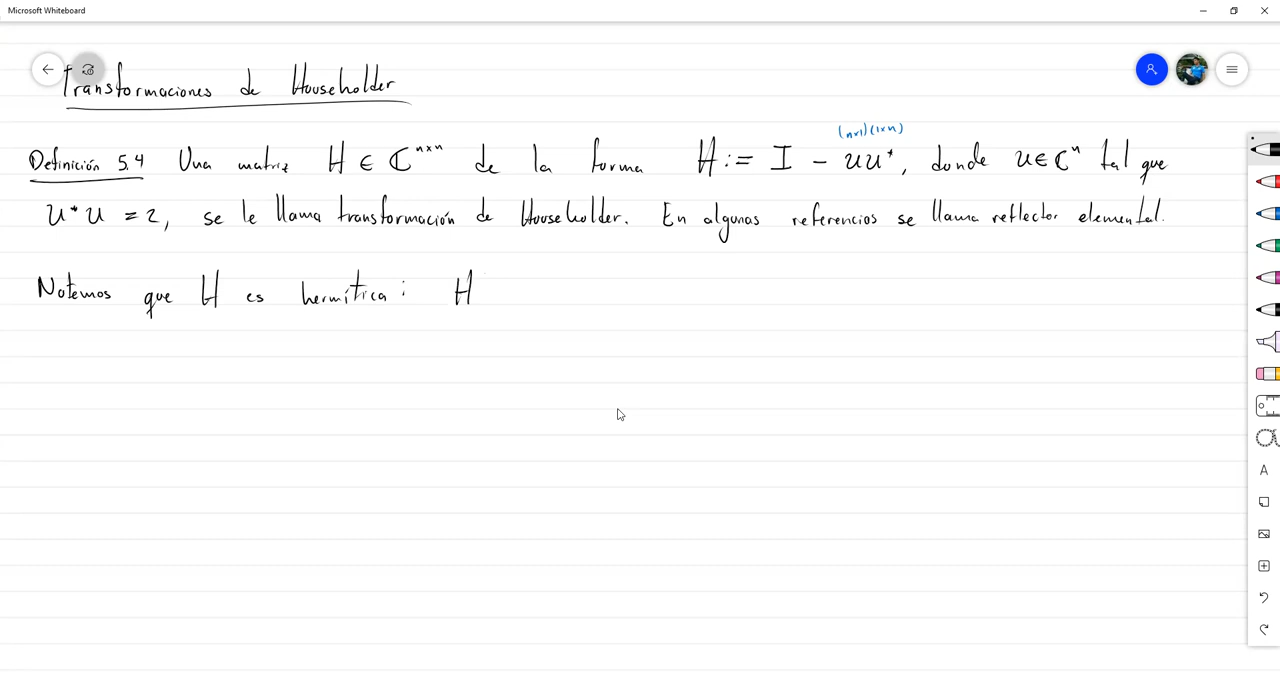 Microsoft Whiteboard
Transformaciones de Householder
(n×1)(1×n)
Definición 5.4 Una matriz H ∈ ℂⁿˣⁿ de la forma H := I - uu*, donde u ∈ ℂⁿ tal que
u*u = 2, se le llama transformación de Householder. En algunas referencios se llama reflector elemental.
Notemos que H es hermítica: H